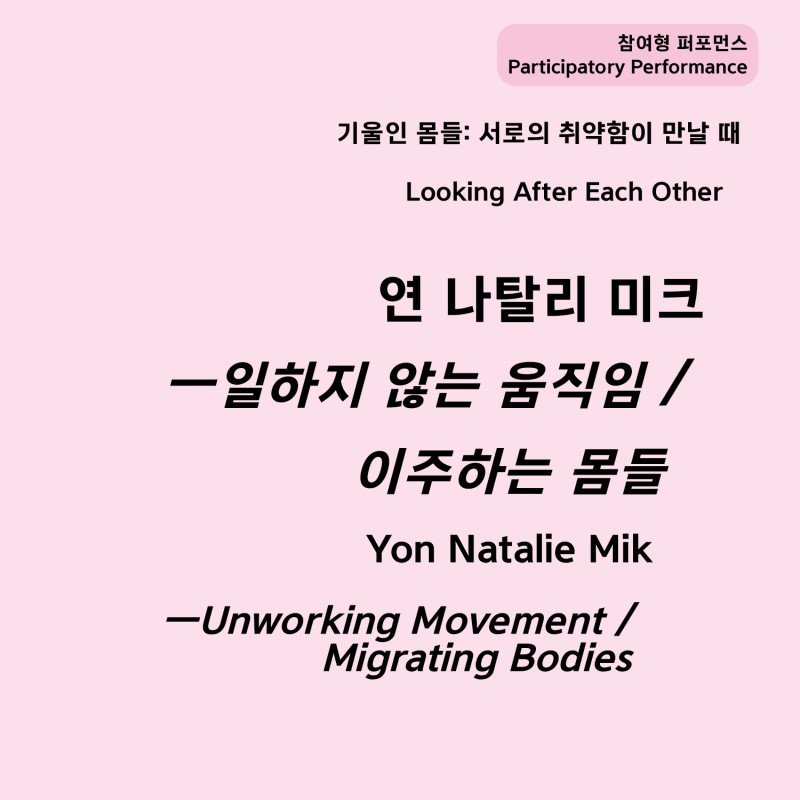 참여형 퍼포먼스
Participatory Performance
기울인 몸들: 서로의 취약함이 만날 때
Looking After Each Other
연 나탈리 미크
—일하지 않는 움직임 /
이주하는 몸들
Yon Natalie Mik
—Unworking Movement /
Migrating Bodies